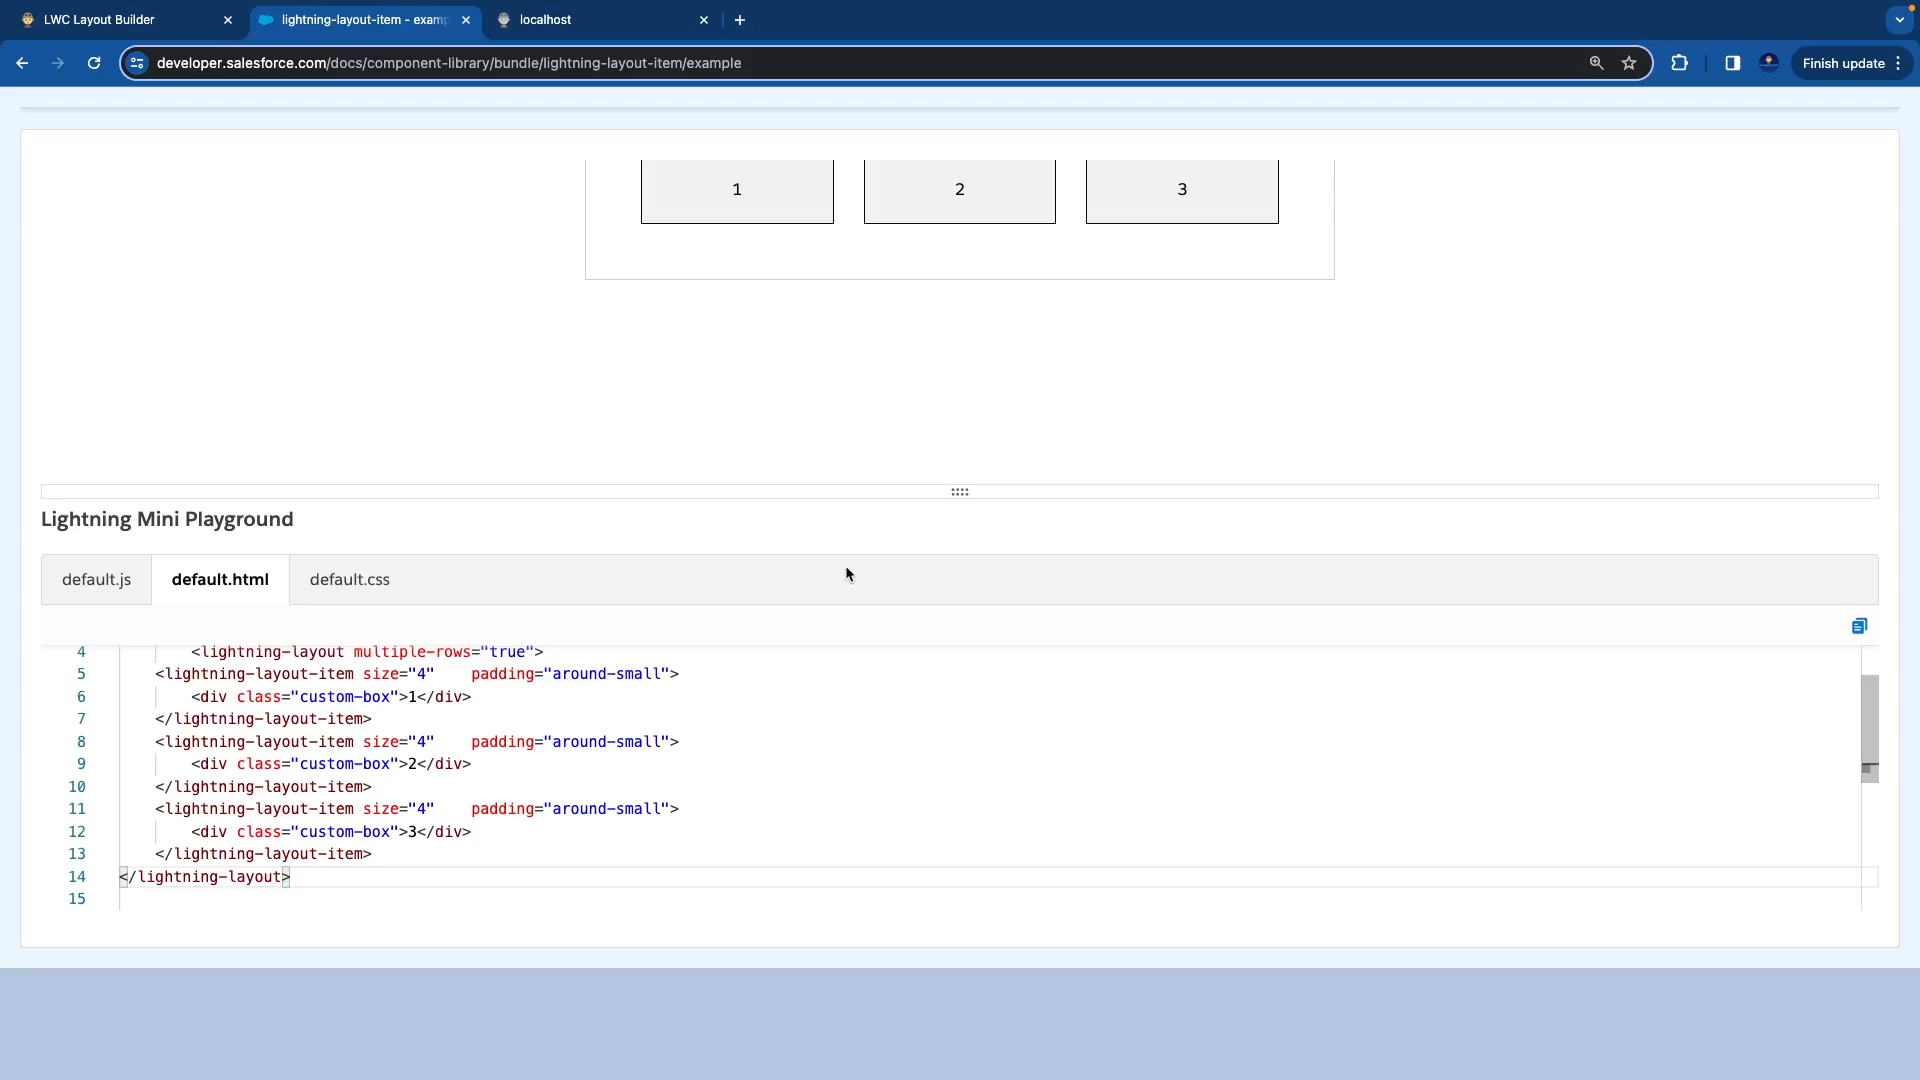 LWC Layout Builder
lightning-layout-item - examp
localhost
developer.salesforce.com/docs/component-library/bundle/lightning-layout-item/example
Finish update
1 2 3
Lightning Mini Playground
default.js default.html default.css
4 <lightning-layout multiple-rows="true">
5 <lightning-layout-item size="4" padding="around-small">
6 <div class="custom-box">1</div>
7 </lightning-layout-item>
8 <lightning-layout-item size="4" padding="around-small">
9 <div class="custom-box">2</div>
10 </lightning-layout-item>
11 <lightning-layout-item size="4" padding="around-small">
12 <div class="custom-box">3</div>
13 </lightning-layout-item>
14 </lightning-layout>
15